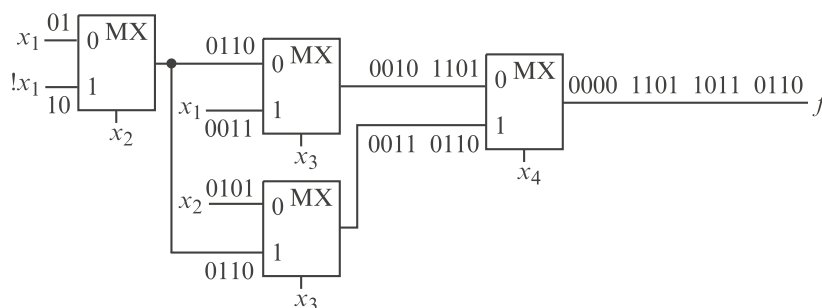 x₁ 01 0 MX
!x₁ 10 1
x₂
0110 0 MX
x₁ 0011 1
x₃
x₂ 0101 0 MX
0110 1
x₃
0010 1101 0 MX
0011 0110 1
x₄
0000 1101 1011 0110 f